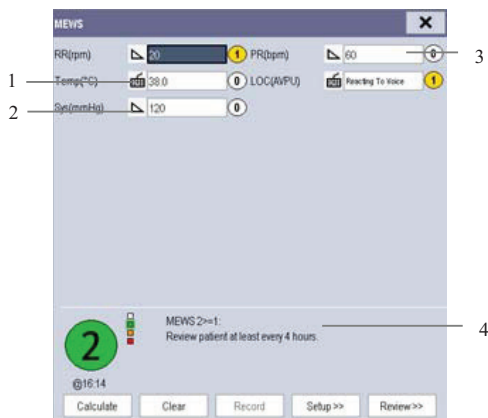 MEWS
RR(rpm) 20 1 PR(bpm) 60 0 3
1 Temp(°C) 38.0 0 LOC(AVPU) Reacting To Voice 1
2 Sys(mmHg) 120 0
MEWS 2>=1:
Review patient at least every 4 hours. 4
2
@16:14
Calculate Clear Record Setup >> Review >>